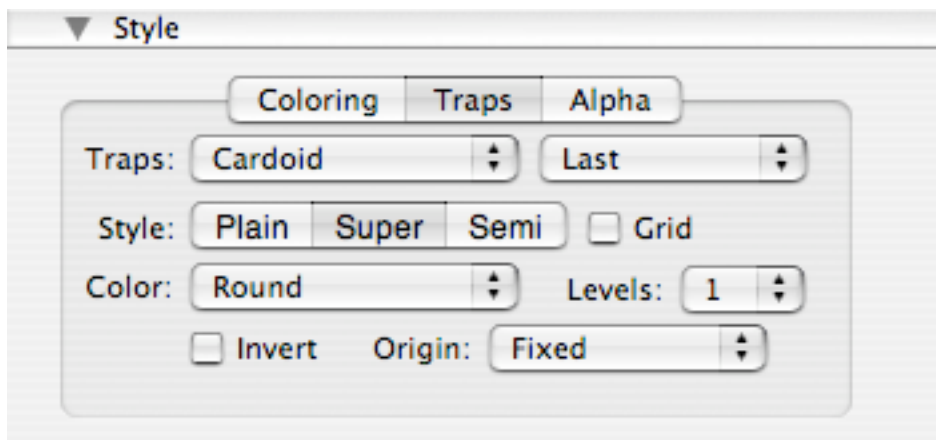 Style
Coloring Traps Alpha
Traps: Cardoid Last
Style: Plain Super Semi Grid
Color: Round Levels: 1
Invert Origin: Fixed